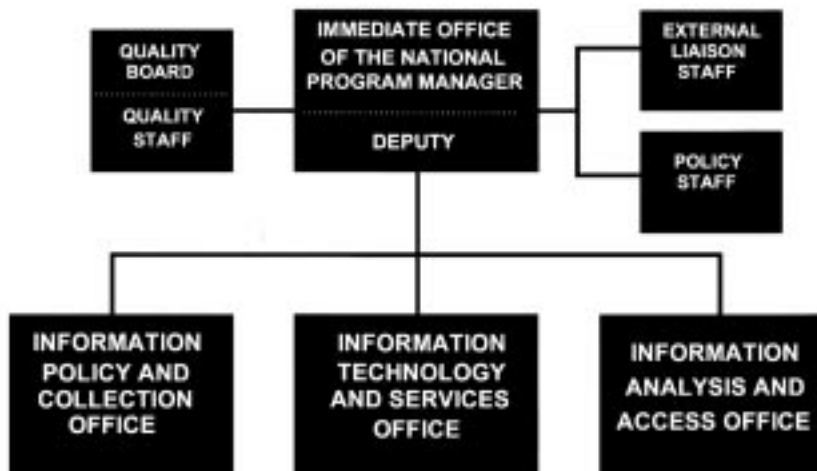 QUALITY
BOARD
QUALITY
STAFF
IMMEDIATE OFFICE
OF THE NATIONAL
PROGRAM MANAGER
DEPUTY
EXTERNAL
LIAISON
STAFF
POLICY
STAFF
INFORMATION
POLICY AND
COLLECTION
OFFICE
INFORMATION
TECHNOLOGY
AND SERVICES
OFFICE
INFORMATION
ANALYSIS AND
ACCESS OFFICE